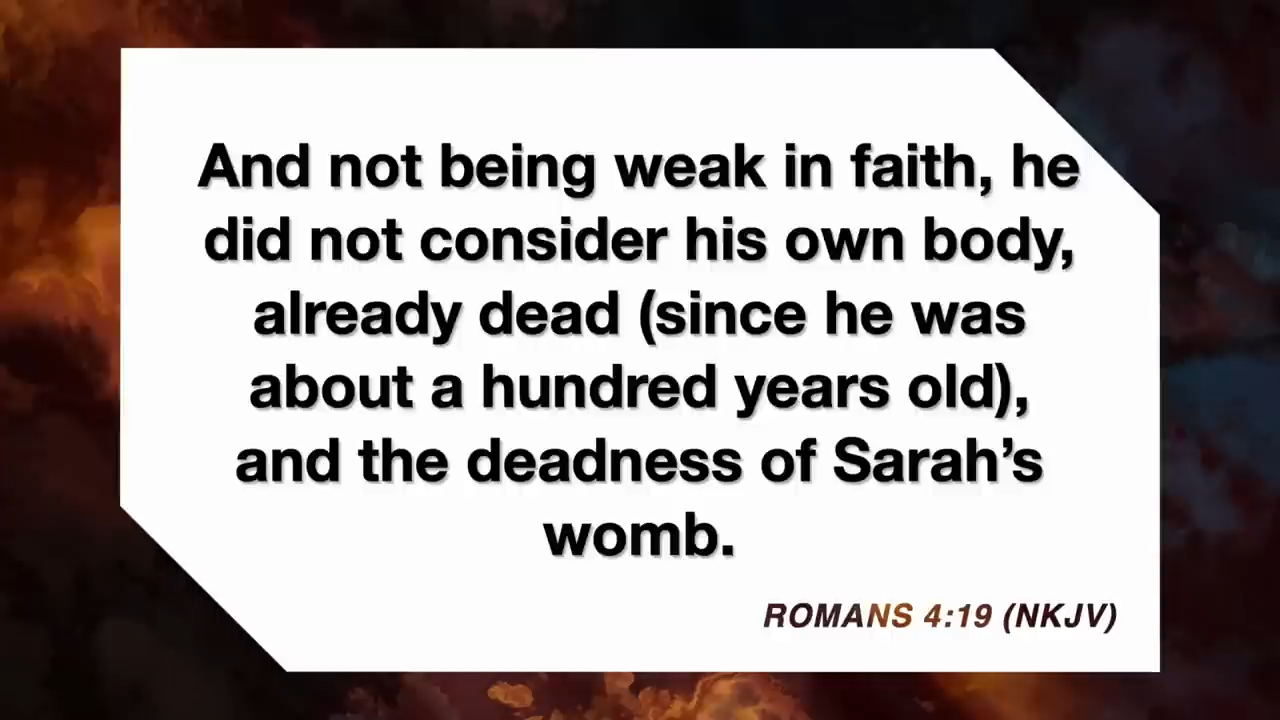 And not being weak in faith, he
did not consider his own body,
already dead (since he was
about a hundred years old),
and the deadness of Sarah’s
womb.
ROMANS 4:19 (NKJV)